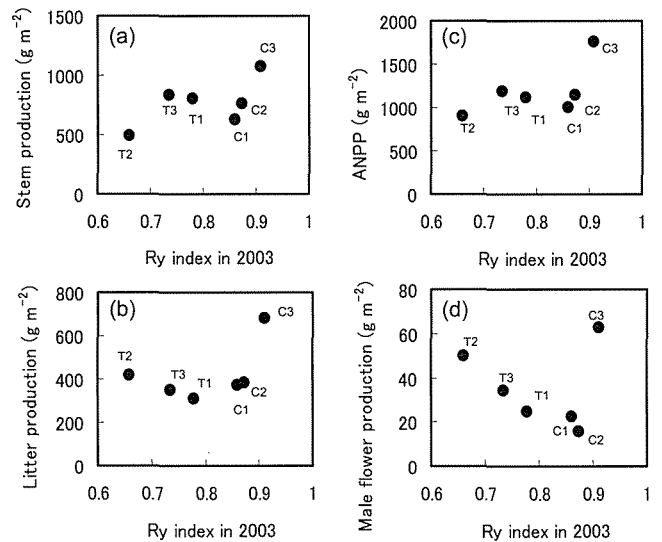 (a)
Stem production (g m⁻²)
1500
1000
500
0
C3
T3
T1
C2
C1
T2
0.6 0.7 0.8 0.9 1
Ry index in 2003
(c)
ANPP (g m⁻²)
2000
1500
1000
500
0
C3
T2
T3
T1
C1
C2
0.6 0.7 0.8 0.9 1
Ry index in 2003
(b)
Litter production (g m⁻²)
800
600
400
200
0
C3
T2
T3
T1
C1
C2
0.6 0.7 0.8 0.9 1
Ry index in 2003
(d)
Male flower production (g m⁻²)
80
60
40
20
0
C3
T2
T3
T1
C1
C2
0.6 0.7 0.8 0.9 1
Ry index in 2003